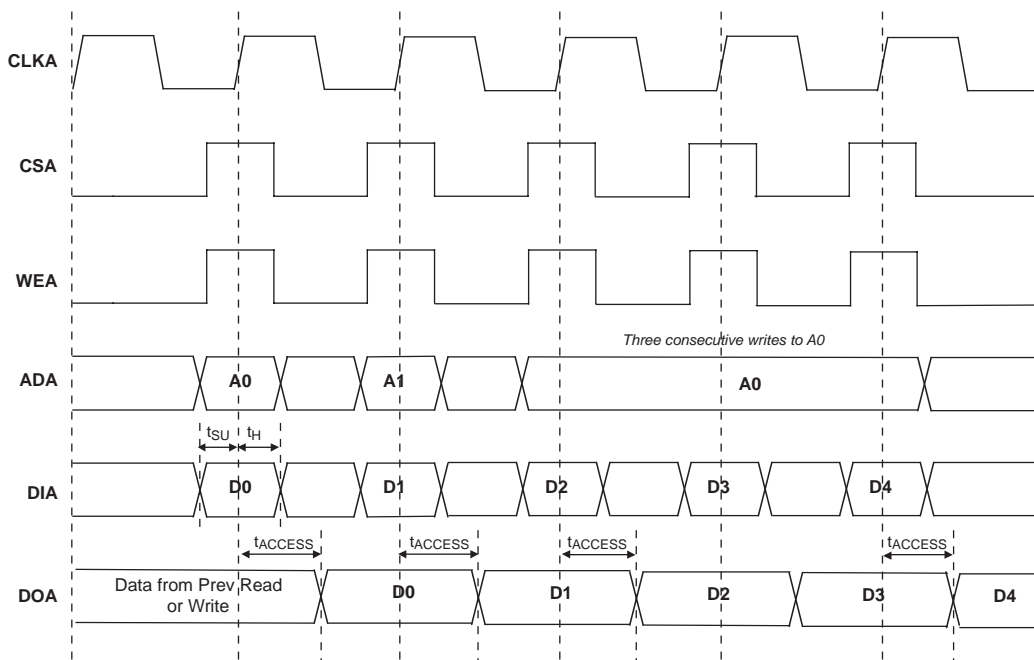 CLKA
CSA
WEA
Three consecutive writes to A0
ADA
A0
A1
A0
tSU
tH
DIA
D0
D1
D2
D3
D4
tACCESS
tACCESS
tACCESS
tACCESS
DOA
Data from Prev Read
or Write
D0
D1
D2
D3
D4